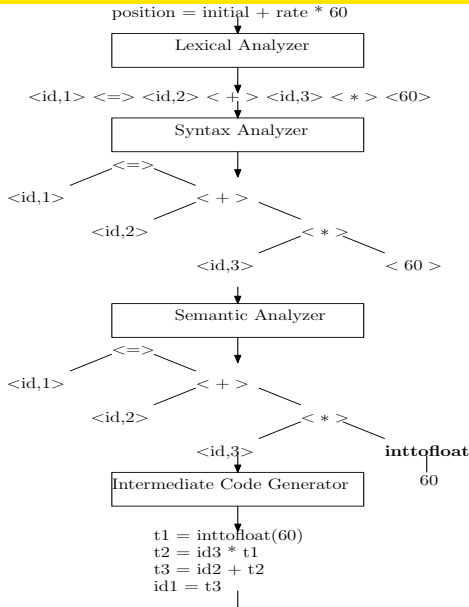 position = initial + rate * 60
Lexical Analyzer
<id,1> <=> <id,2> < + > <id,3> < * > <60>
Syntax Analyzer
<=>
<id,1> < + >
<id,2> < * >
<id,3> < 60 >
Semantic Analyzer
<=>
<id,1> < + >
<id,2> < * >
<id,3> inttofloat
60
Intermediate Code Generator
t1 = inttofloat(60)
t2 = id3 * t1
t3 = id2 + t2
id1 = t3